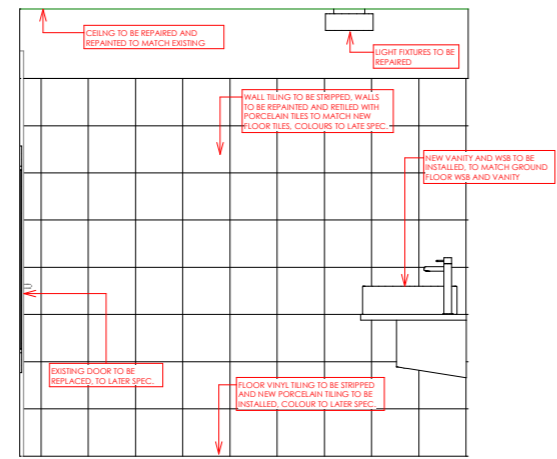 CEILNG TO BE REPAIRED AND
REPAINTED TO MATCH EXISTING
LIGHT FIXTURES TO BE
REPAIRED
WALL TILING TO BE STRIPPED, WALLS
TO BE REPAINTED AND RETILED WITH
PORCELAIN TILES TO MATCH NEW
FLOOR TILES, COLOURS TO LATE SPEC.
NEW VANITY AND WSB TO BE
INSTALLED, TO MATCH GROUND
FLOOR WSB AND VANITY
EXISTING DOOR TO BE
REPLACED, TO LATER SPEC.
FLOOR VINYL TILING TO BE STRIPPED
AND NEW PORCELAIN TILING TO BE
INSTALLED, COLOUR TO LATER SPEC.